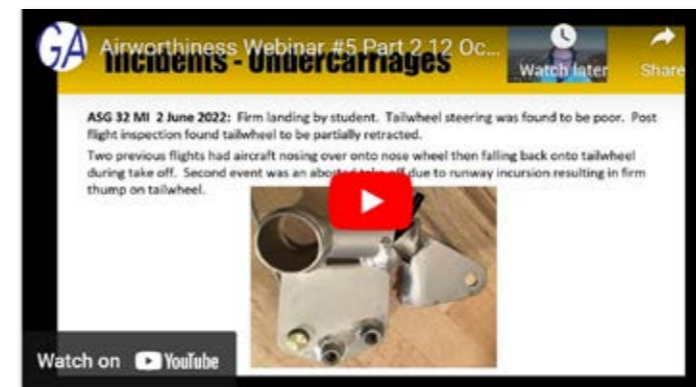 GA
Airworthiness Webinar #5 Part 2 12 Oc...
Incidents - Undercarriages
Watch later
Share
ASG 32 MI 2 June 2022: Firm landing by student. Tailwheel steering was found to be poor. Post
flight inspection found tailwheel to be partially retracted.
Two previous flights had aircraft nosing over onto nose wheel then falling back onto tailwheel
during take off. Second event was an aborted take off due to runway incursion resulting in firm
thump on tailwheel.
Watch on YouTube